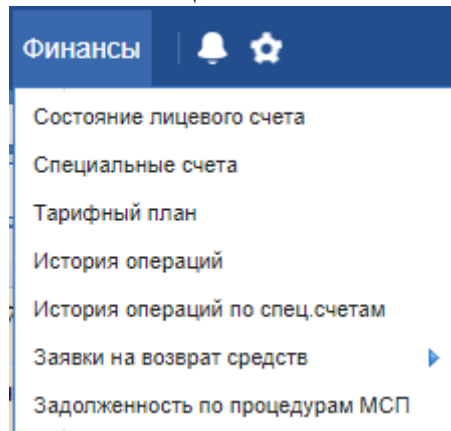 Финансы
Состояние лицевого счета
Специальные счета
Тарифный план
История операций
История операций по спец.счетам
Заявки на возврат средств
Задолженность по процедурам МСП